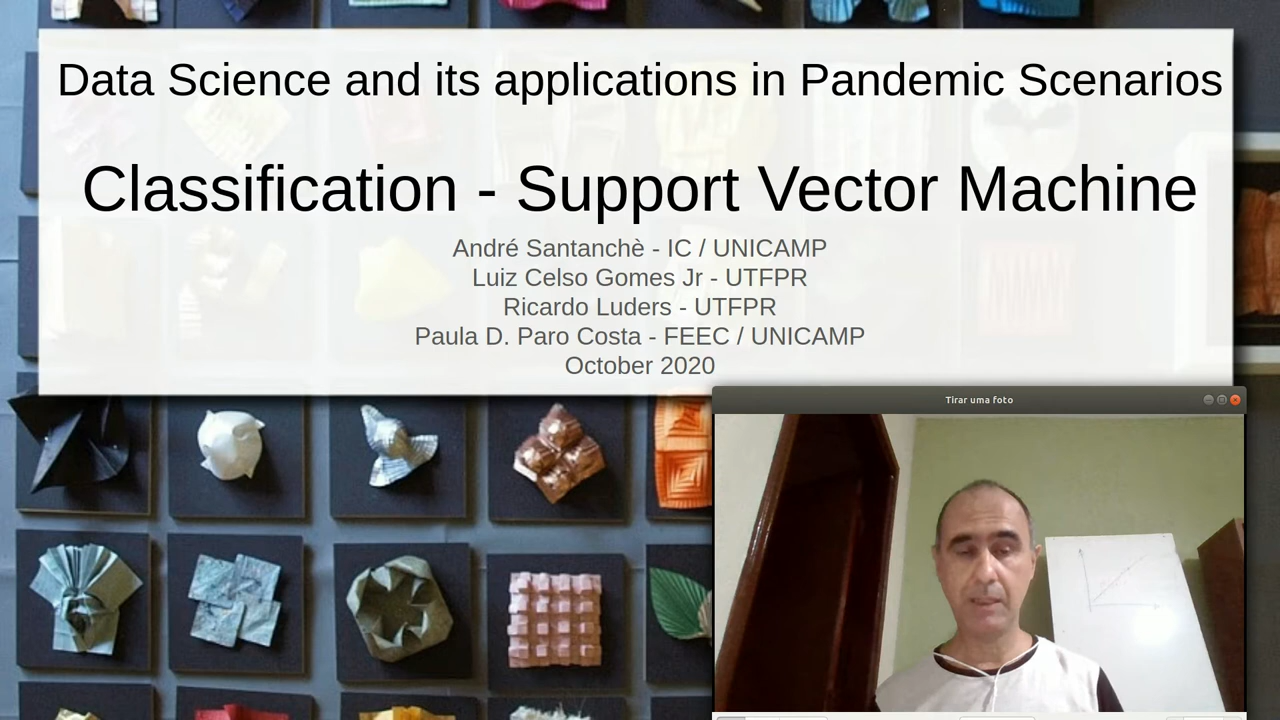 Data Science and its applications in Pandemic Scenarios
Classification - Support Vector Machine
André Santanchè - IC / UNICAMP
Luiz Celso Gomes Jr - UTFPR
Ricardo Luders - UTFPR
Paula D. Paro Costa - FEEC / UNICAMP
October 2020
Tirar uma foto